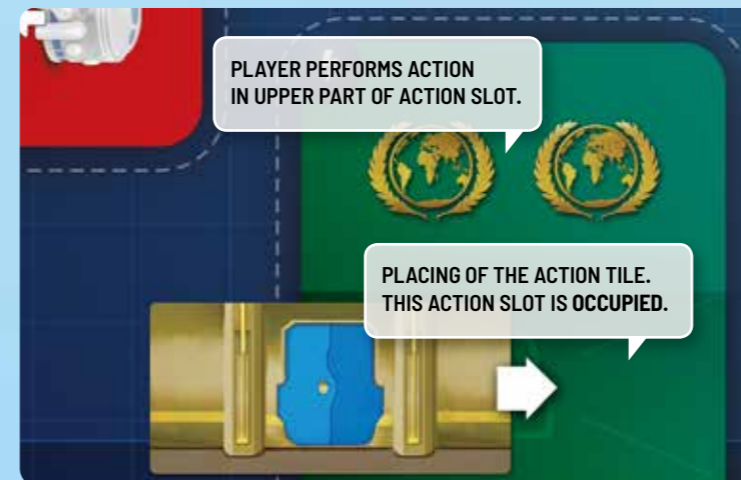 PLAYER PERFORMS ACTION
IN UPPER PART OF ACTION SLOT.
PLACING OF THE ACTION TILE.
THIS ACTION SLOT IS OCCUPIED.